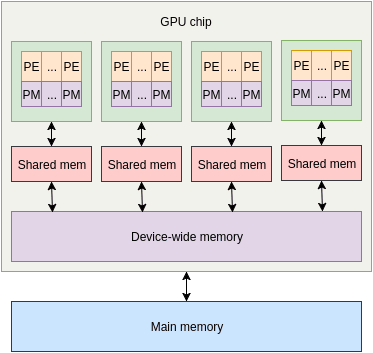 GPU chip
PE ... PE PE ... PE PE ... PE PE ... PE
PM ... PM PM ... PM PM ... PM PM ... PM
Shared mem Shared mem Shared mem Shared mem
Device-wide memory
Main memory